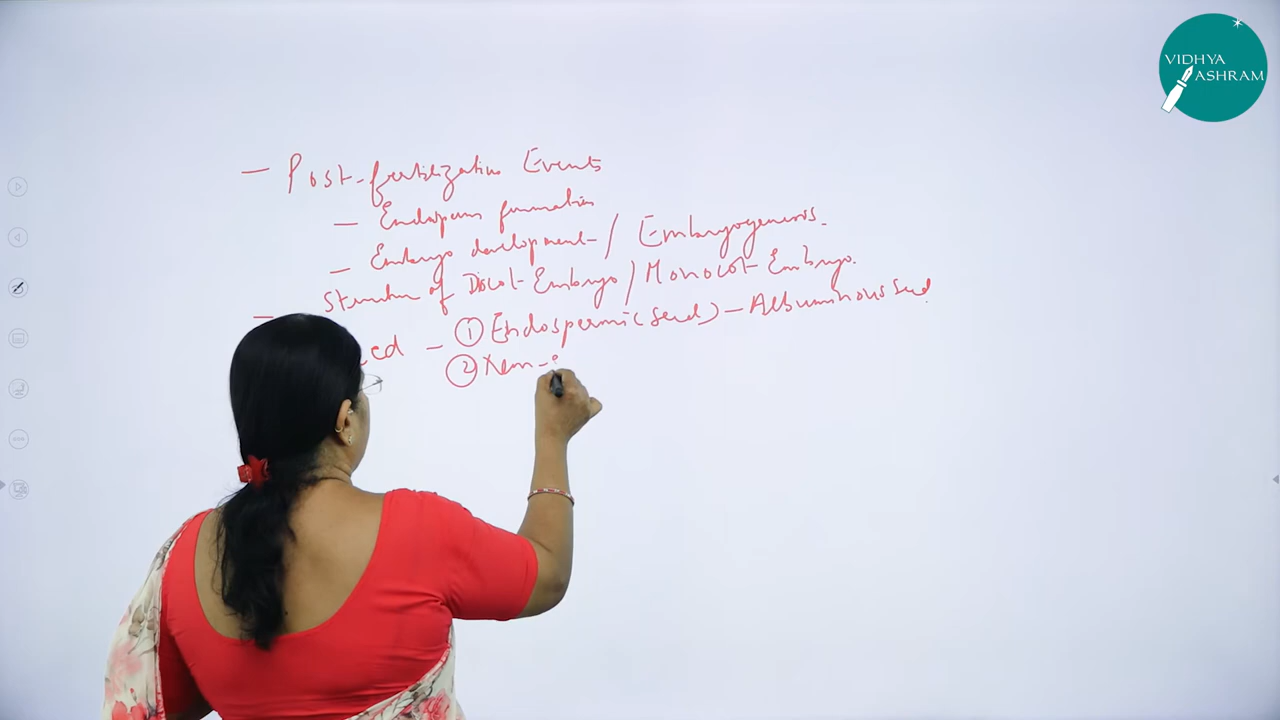 VIDHYA
ASHRAM
— Post-fertilization Events
— Endosperm formation
— Embryo development / Embryogenesis.
— Structure of Dicot-Embryo / Monocot-Embryo.
ed — ① Endospermic (Seed) — Albuminous Seed
② Non-e